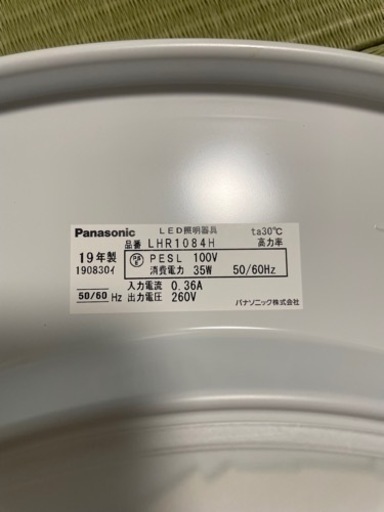 Panasonic LED照明器具 ta30℃
品番 LHR1084H 高力率
19年製 PESL 100V
190830イ 消費電力 35W 50/60Hz
入力電流 0.36A
50/60 Hz 出力電圧 260V
パナソニック株式会社